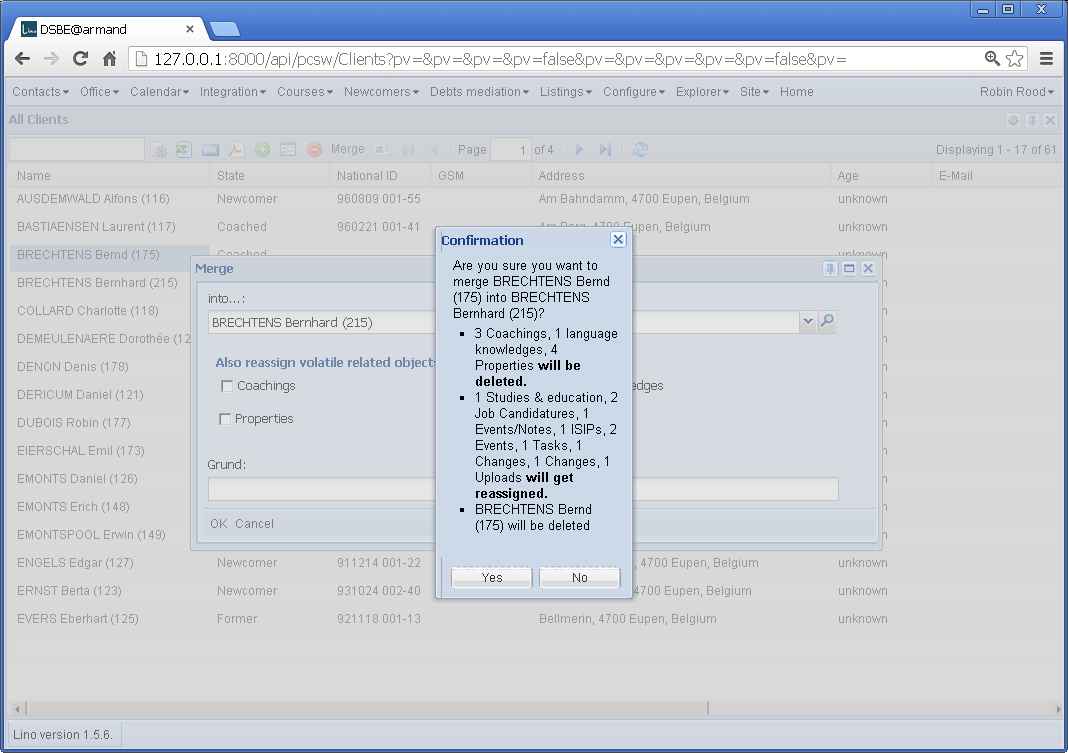 DSBE@armand
127.0.0.1:8000/api/pcsw/Clients?pv=&pv=&pv=&pv=false&pv=&pv=&pv=&pv=&pv=false&pv=
Contacts Office Calendar Integration Courses Newcomers Debts mediation Listings Configure Explorer Site Home Robin Rood
All Clients
Merge Page 1 of 4 Displaying 1 - 17 of 61
Name State National ID GSM Address Age E-Mail
AUSDEMWALD Alfons (116) Newcomer 960809 001-55 Am Bahndamm, 4700 Eupen, Belgium unknown
BASTIAENSEN Laurent (117) Coached 960221 001-41 Am Berg, 4700 Eupen, Belgium unknown
BRECHTENS Bernd (175) Coached
BRECHTENS Bernhard (215)
COLLARD Charlotte (118)
DEMEULENAERE Dorothée (12
DENON Denis (178)
DERICUM Daniel (121)
DUBOIS Robin (177)
EIERSCHAL Emil (173)
EMONTS Daniel (126)
EMONTS Erich (148)
EMONTSPOOL Erwin (149)
ENGELS Edgar (127) Newcomer 911214 001-22 , 4700 Eupen, Belgium unknown
ERNST Berta (123) Newcomer 931024 002-40 4700 Eupen, Belgium unknown
EVERS Eberhart (125) Former 921118 001-13 Bellmerin, 4700 Eupen, Belgium unknown
Merge
into...:
BRECHTENS Bernhard (215)
Also reassign volatile related object
Coachings
edges
Properties
Grund:
OK Cancel
Confirmation
Are you sure you want to
merge BRECHTENS Bernd
(175) into BRECHTENS
Bernhard (215)?
3 Coachings, 1 language
knowledges, 4
Properties will be
deleted.
1 Studies & education, 2
Job Candidatures, 1
Events/Notes, 1 ISIPs, 2
Events, 1 Tasks, 1
Changes, 1 Changes, 1
Uploads will get
reassigned.
BRECHTENS Bernd
(175) will be deleted
Yes No
Lino version 1.5.6.